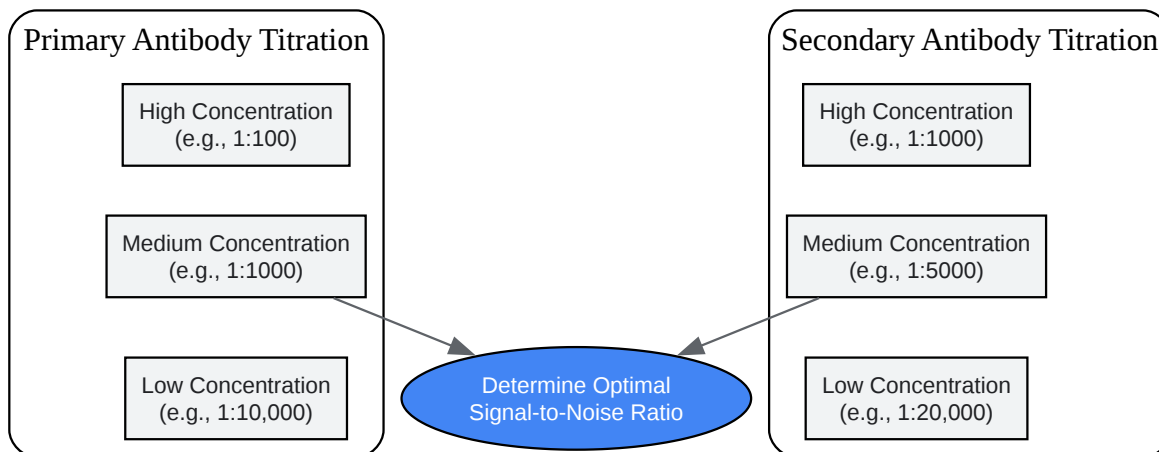 Primary Antibody Titration
High Concentration
(e.g., 1:100)
Medium Concentration
(e.g., 1:1000)
Low Concentration
(e.g., 1:10,000)
Determine Optimal
Signal-to-Noise Ratio
Secondary Antibody Titration
High Concentration
(e.g., 1:1000)
Medium Concentration
(e.g., 1:5000)
Low Concentration
(e.g., 1:20,000)